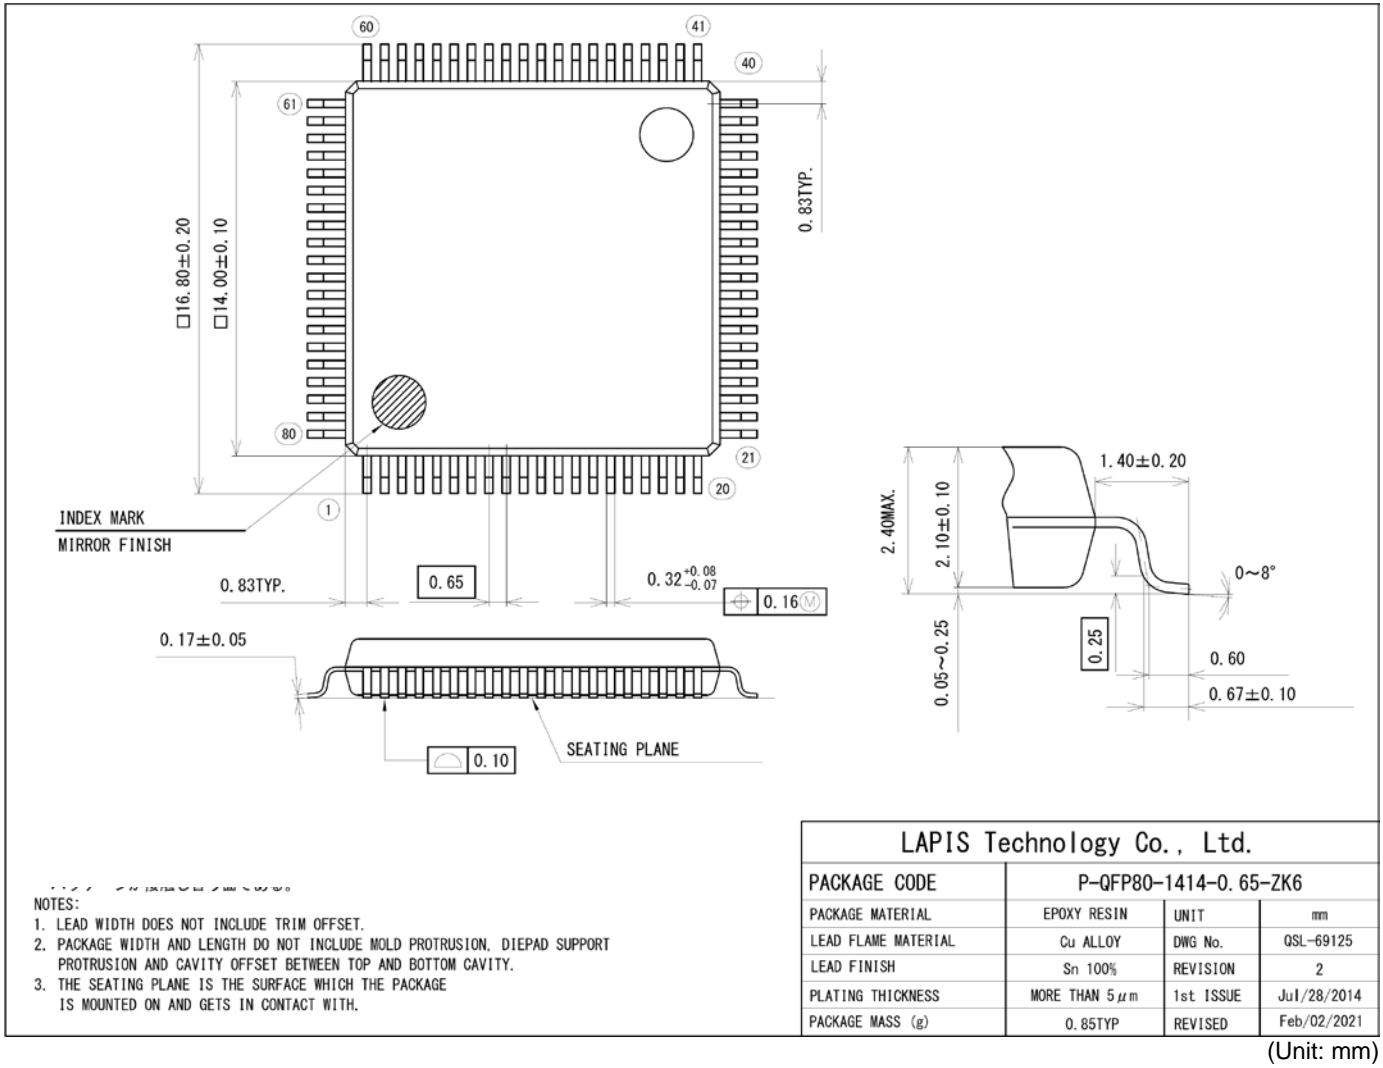 60
41
40
61
□16.80±0.20
□14.00±0.10
0.83TYP.
80
21
20
1
INDEX MARK
MIRROR FINISH
0.83TYP.
0.65
0.32 +0.08 -0.07
0.16 Ⓜ
0.17±0.05
0.10
SEATING PLANE
2.40MAX.
2.10±0.10
1.40±0.20
0~8°
0.05~0.25
0.25
0.60
0.67±0.10
NOTES:
1. LEAD WIDTH DOES NOT INCLUDE TRIM OFFSET.
2. PACKAGE WIDTH AND LENGTH DO NOT INCLUDE MOLD PROTRUSION, DIEPAD SUPPORT
PROTRUSION AND CAVITY OFFSET BETWEEN TOP AND BOTTOM CAVITY.
3. THE SEATING PLANE IS THE SURFACE WHICH THE PACKAGE
IS MOUNTED ON AND GETS IN CONTACT WITH.
LAPIS Technology Co., Ltd.
PACKAGE CODE P-QFP80-1414-0.65-ZK6
PACKAGE MATERIAL EPOXY RESIN UNIT mm
LEAD FLAME MATERIAL Cu ALLOY DWG No. QSL-69125
LEAD FINISH Sn 100% REVISION 2
PLATING THICKNESS MORE THAN 5μm 1st ISSUE Jul/28/2014
PACKAGE MASS (g) 0.85TYP REVISED Feb/02/2021
(Unit: mm)